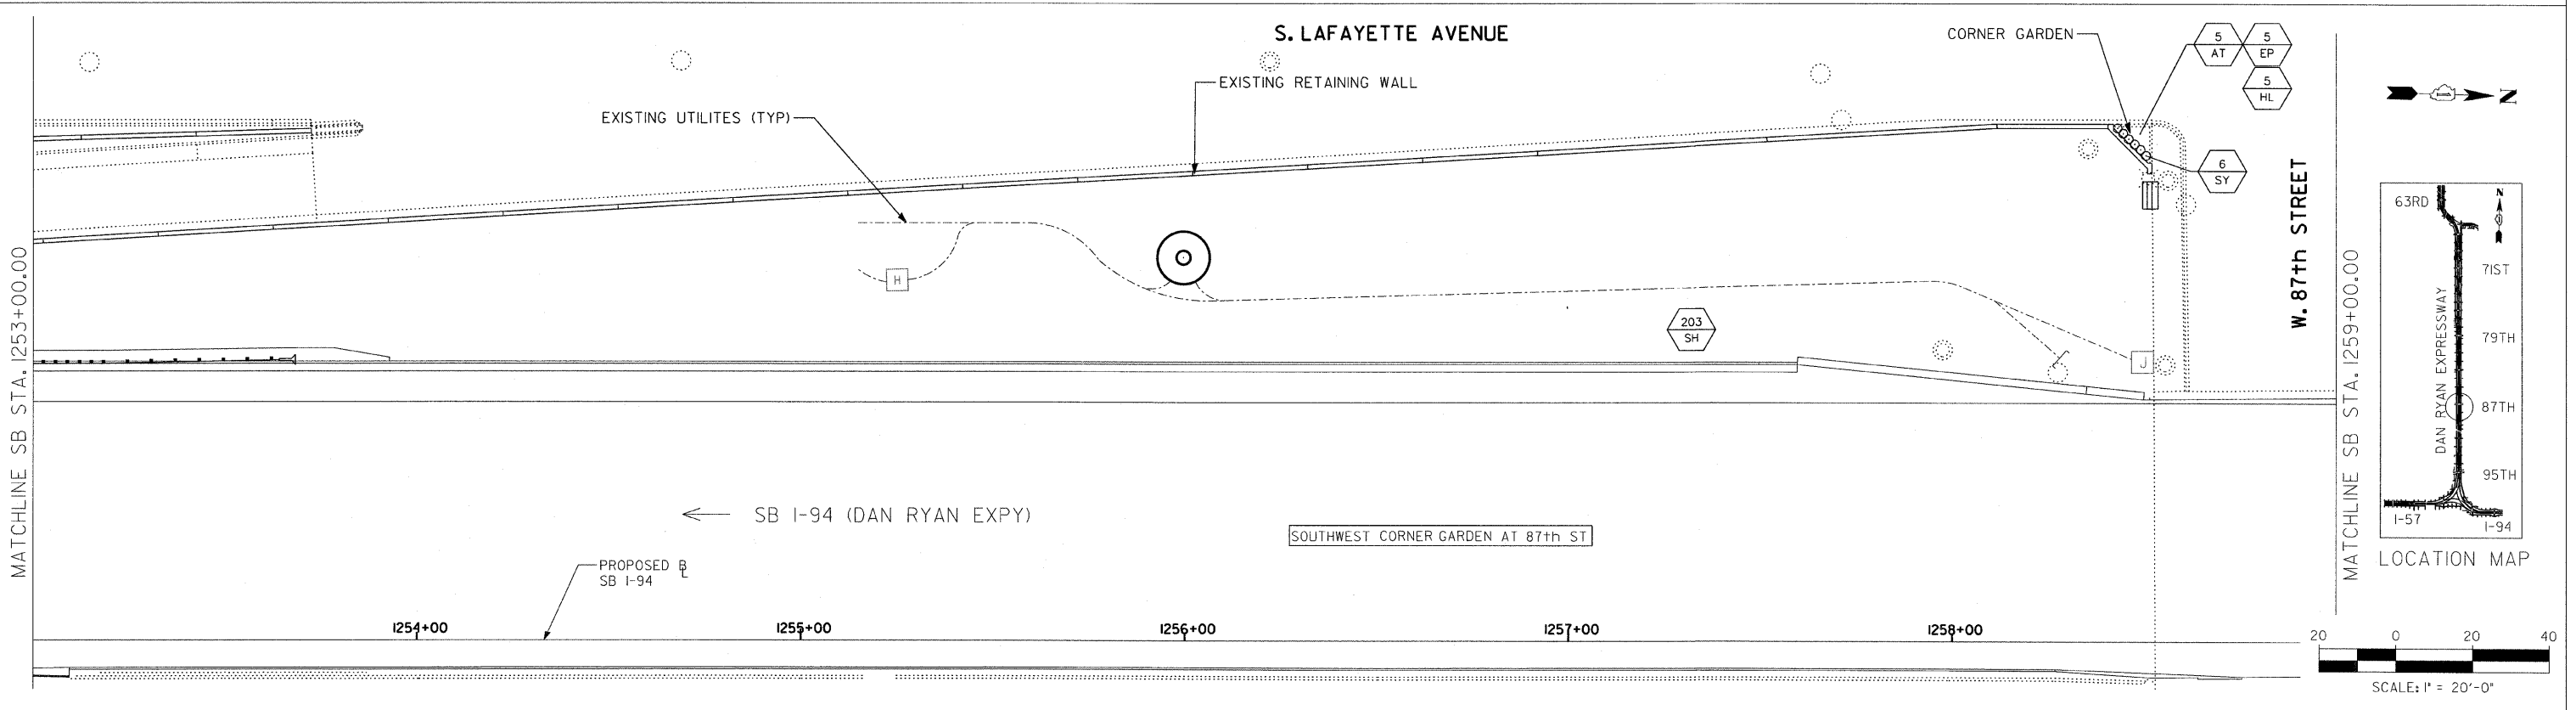 S. LAFAYETTE AVENUE
CORNER GARDEN
5
AT
5
EP
5
HL
EXISTING RETAINING WALL
EXISTING UTILITES (TYP)
6
SY
N
W. 87th STREET
H
203
SH
J
MATCHLINE SB STA. 1253+00.00
MATCHLINE SB STA. 1259+00.00
63RD
N
71ST
79TH
DAN RYAN EXPRESSWAY
87TH
95TH
I-57
I-94
LOCATION MAP
SB I-94 (DAN RYAN EXPY)
SOUTHWEST CORNER GARDEN AT 87th ST
PROPOSED BL
SB I-94
1254+00
1255+00
1256+00
1257+00
1258+00
20 0 20 40
SCALE: 1" = 20'-0"